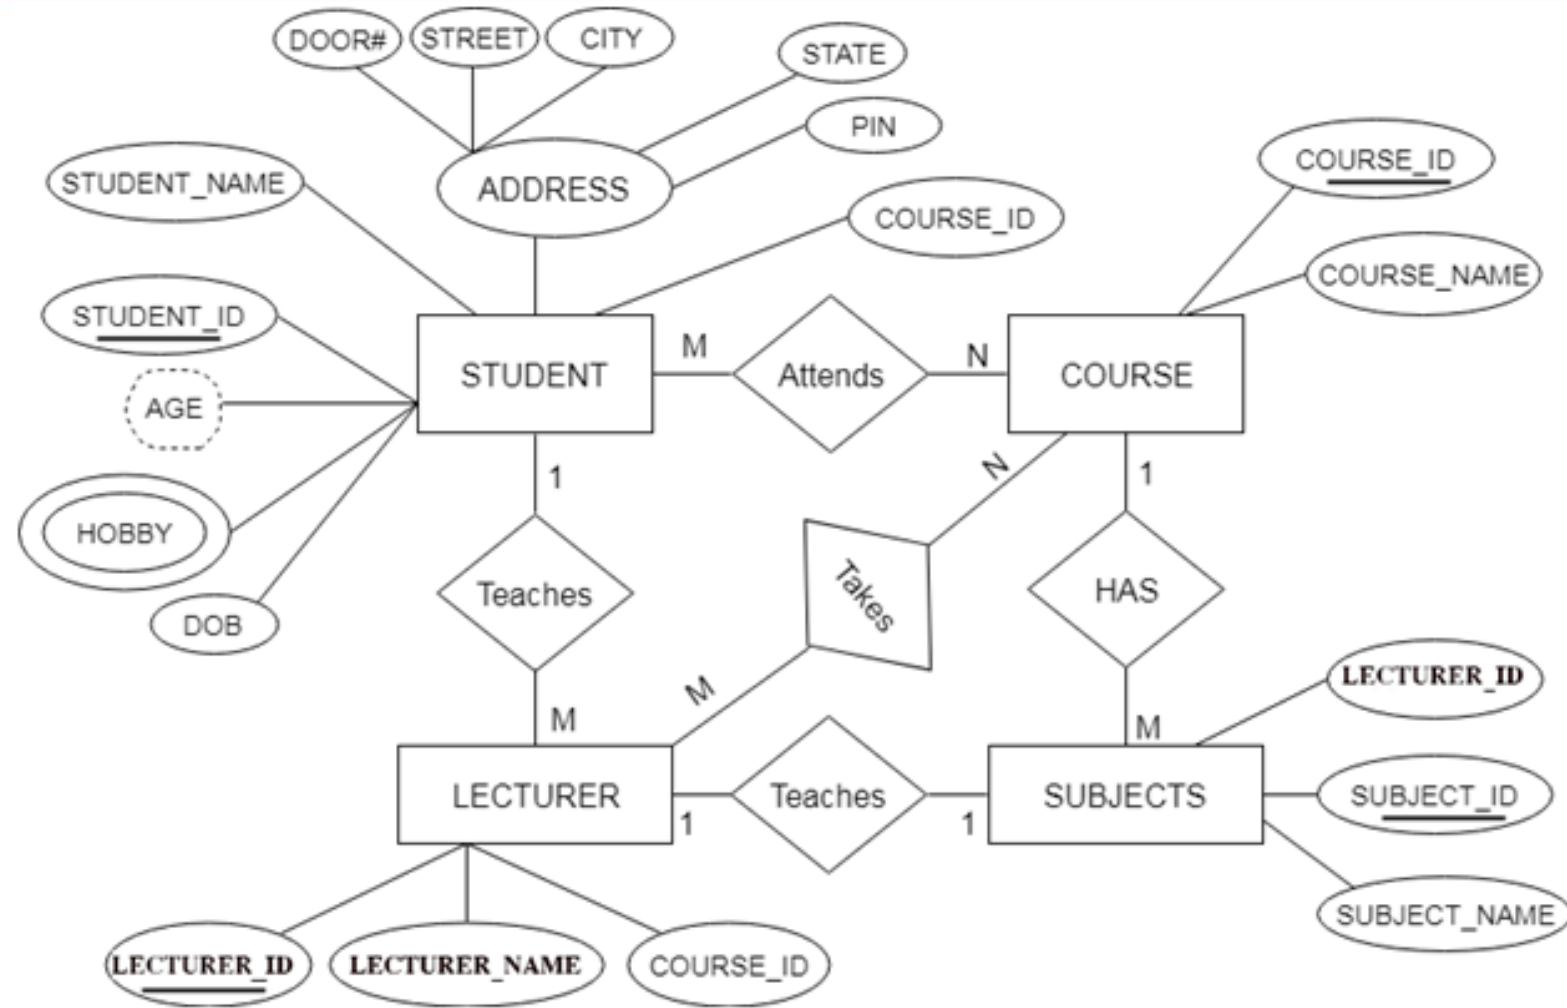 DOOR#
STREET
CITY
STATE
PIN
STUDENT_NAME
ADDRESS
COURSE_ID
COURSE_ID
COURSE_NAME
STUDENT_ID
AGE
HOBBY
DOB
STUDENT
M
Attends
N
COURSE
1
Teaches
M
N
Takes
M
1
HAS
M
LECTURER
1
Teaches
1
SUBJECTS
LECTURER_ID
SUBJECT_ID
SUBJECT_NAME
LECTURER_ID
LECTURER_NAME
COURSE_ID